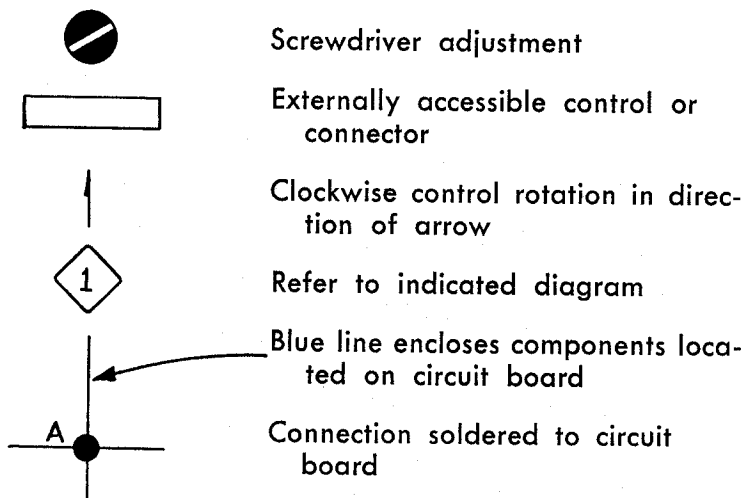 Screwdriver adjustment
Externally accessible control or
connector
Clockwise control rotation in direc-
tion of arrow
1
Refer to indicated diagram
Blue line encloses components loca-
ted on circuit board
A
Connection soldered to circuit
board